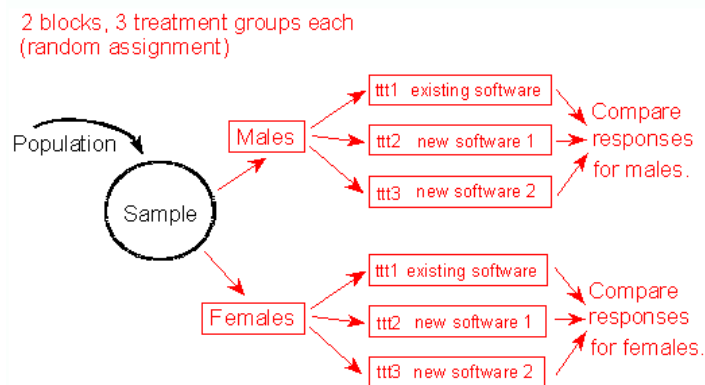 2 blocks, 3 treatment groups each
(random assignment)
Population
Sample
Males
ttt1 existing software
ttt2 new software 1
ttt3 new software 2
Compare
responses
for males.
Females
ttt1 existing software
ttt2 new software 1
ttt3 new software 2
Compare
responses
for females.